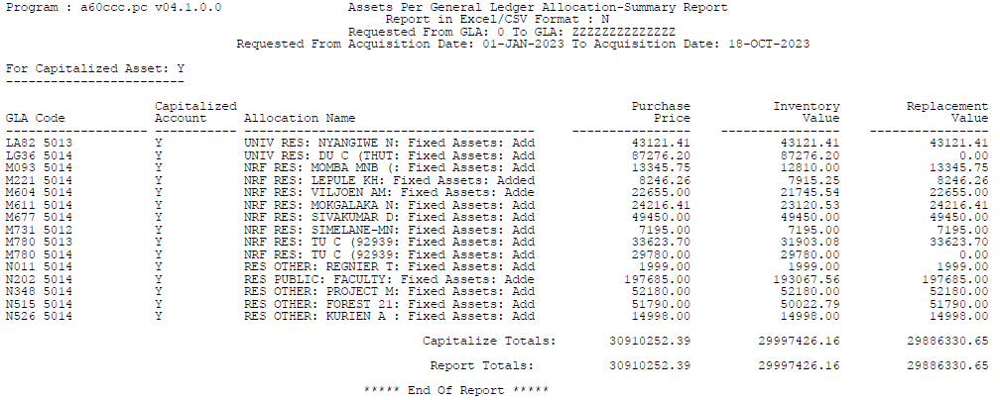 Program : a60ccc.pc v04.1.0.0 Assets Per General Ledger Allocation-Summary Report
Report in Excel/CSV Format : N
Requested From GLA: 0 To GLA: ZZZZZZZZZZZZZZ
Requested From Acquisition Date: 01-JAN-2023 To Acquisition Date: 18-OCT-2023
For Capitalized Asset: Y
------------------------
Capitalized Purchase Inventory Replacement
GLA Code Account Allocation Name Price Value Value
------------------- ----------- --------------------------------------- ---------------- ---------------- ----------------
LA82 5013 Y UNIV RES: NYANGIWE N: Fixed Assets: Add 43121.41 43121.41 43121.41
LG36 5014 Y UNIV RES: DU C (THUT: Fixed Assets: Add 87276.20 87276.20 0.00
M093 5014 Y NRF RES: MOMBA MNB (: Fixed Assets: Add 13345.75 12810.00 13345.75
M221 5014 Y NRF RES: LEPULE KH: Fixed Assets: Added 8246.26 7915.25 8246.26
M604 5014 Y NRF RES: VILJOEN AM: Fixed Assets: Adde 22655.00 21745.54 22655.00
M611 5014 Y NRF RES: MOKGALAKA N: Fixed Assets: Add 24216.41 23120.53 24216.41
M677 5014 Y NRF RES: SIVAKUMAR D: Fixed Assets: Add 49450.00 49450.00 49450.00
M731 5012 Y NRF RES: SIMELANE-MN: Fixed Assets: Add 7195.00 7195.00 7195.00
M780 5013 Y NRF RES: TU C (92939: Fixed Assets: Add 33623.70 31903.08 33623.70
M780 5014 Y NRF RES: TU C (92939: Fixed Assets: Add 29780.00 29780.00 0.00
N011 5014 Y RES OTHER: REGNIER T: Fixed Assets: Add 1999.00 1999.00 1999.00
N202 5014 Y RES PUBLIC: FACULTY: Fixed Assets: Adde 197685.00 193067.56 197685.00
N348 5014 Y RES OTHER: PROJECT M: Fixed Assets: Add 52180.00 52180.00 52180.00
N515 5014 Y RES OTHER: FOREST 21: Fixed Assets: Add 51790.00 50022.79 51790.00
N526 5014 Y RES OTHER: KURIEN A : Fixed Assets: Add 14998.00 14998.00 14998.00
Capitalize Totals: 30910252.39 29997426.16 29886330.65
Report Totals: 30910252.39 29997426.16 29886330.65
***** End Of Report *****